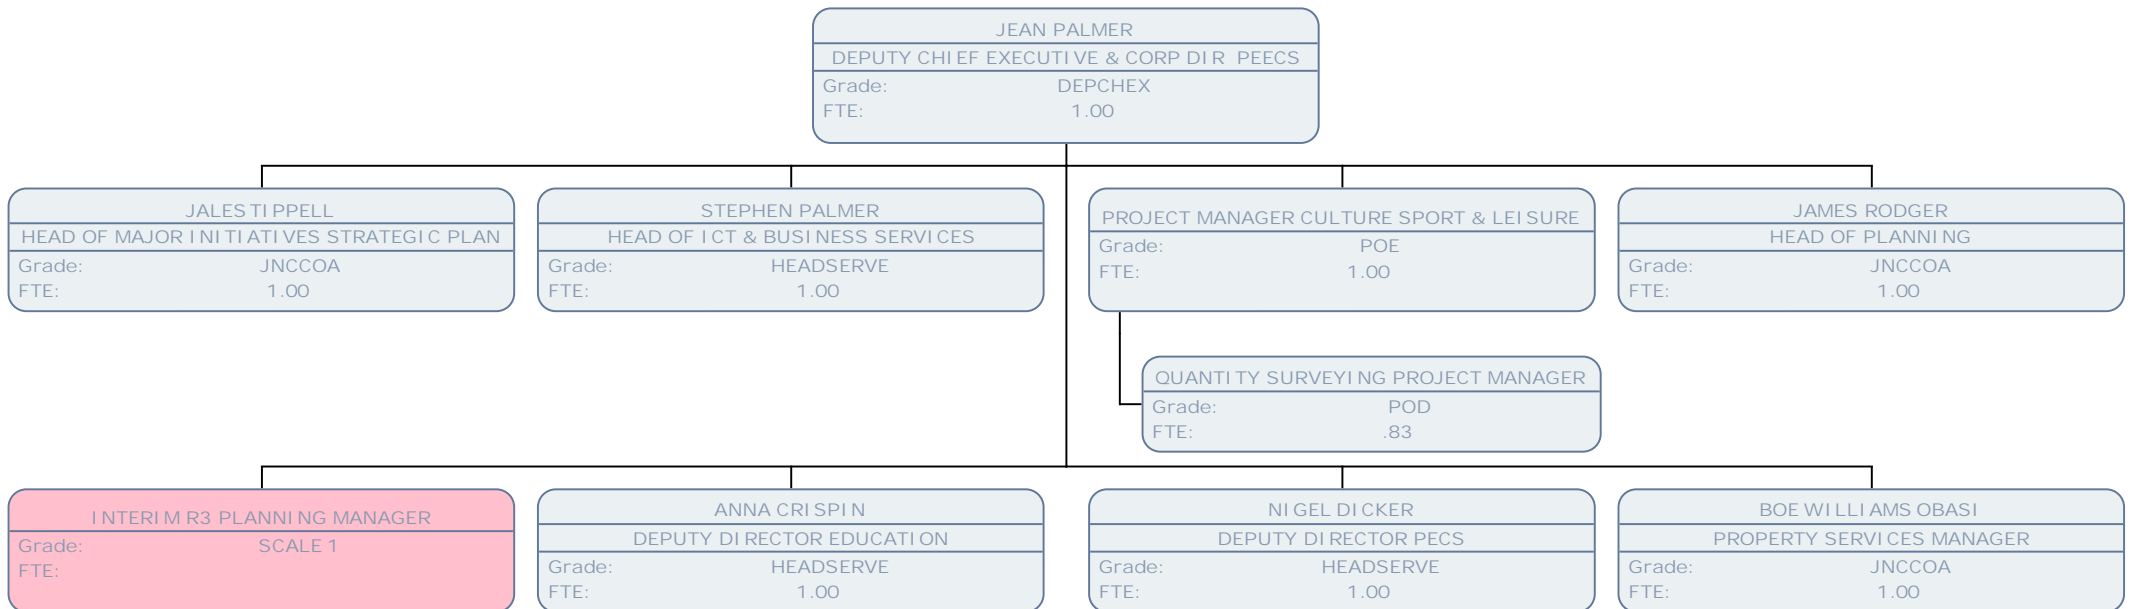 JEAN PALMER
DEPUTY CHIEF EXECUTIVE & CORP DIR PEECS
Grade: DEPCHEX
FTE: 1.00
JALES TIPPELL
HEAD OF MAJOR INITIATIVES STRATEGIC PLAN
Grade: JNCCOA
FTE: 1.00
STEPHEN PALMER
HEAD OF ICT & BUSINESS SERVICES
Grade: HEADSERVE
FTE: 1.00
PROJECT MANAGER CULTURE SPORT & LEISURE
Grade: POE
FTE: 1.00
JAMES RODGER
HEAD OF PLANNING
Grade: JNCCOA
FTE: 1.00
QUANTITY SURVEYING PROJECT MANAGER
Grade: POD
FTE: .83
INTERIM R3 PLANNING MANAGER
Grade: SCALE 1
FTE:
ANNA CRISPIN
DEPUTY DIRECTOR EDUCATION
Grade: HEADSERVE
FTE: 1.00
NIGEL DICKER
DEPUTY DIRECTOR PECS
Grade: HEADSERVE
FTE: 1.00
BOE WILLIAMS OBASI
PROPERTY SERVICES MANAGER
Grade: JNCCOA
FTE: 1.00